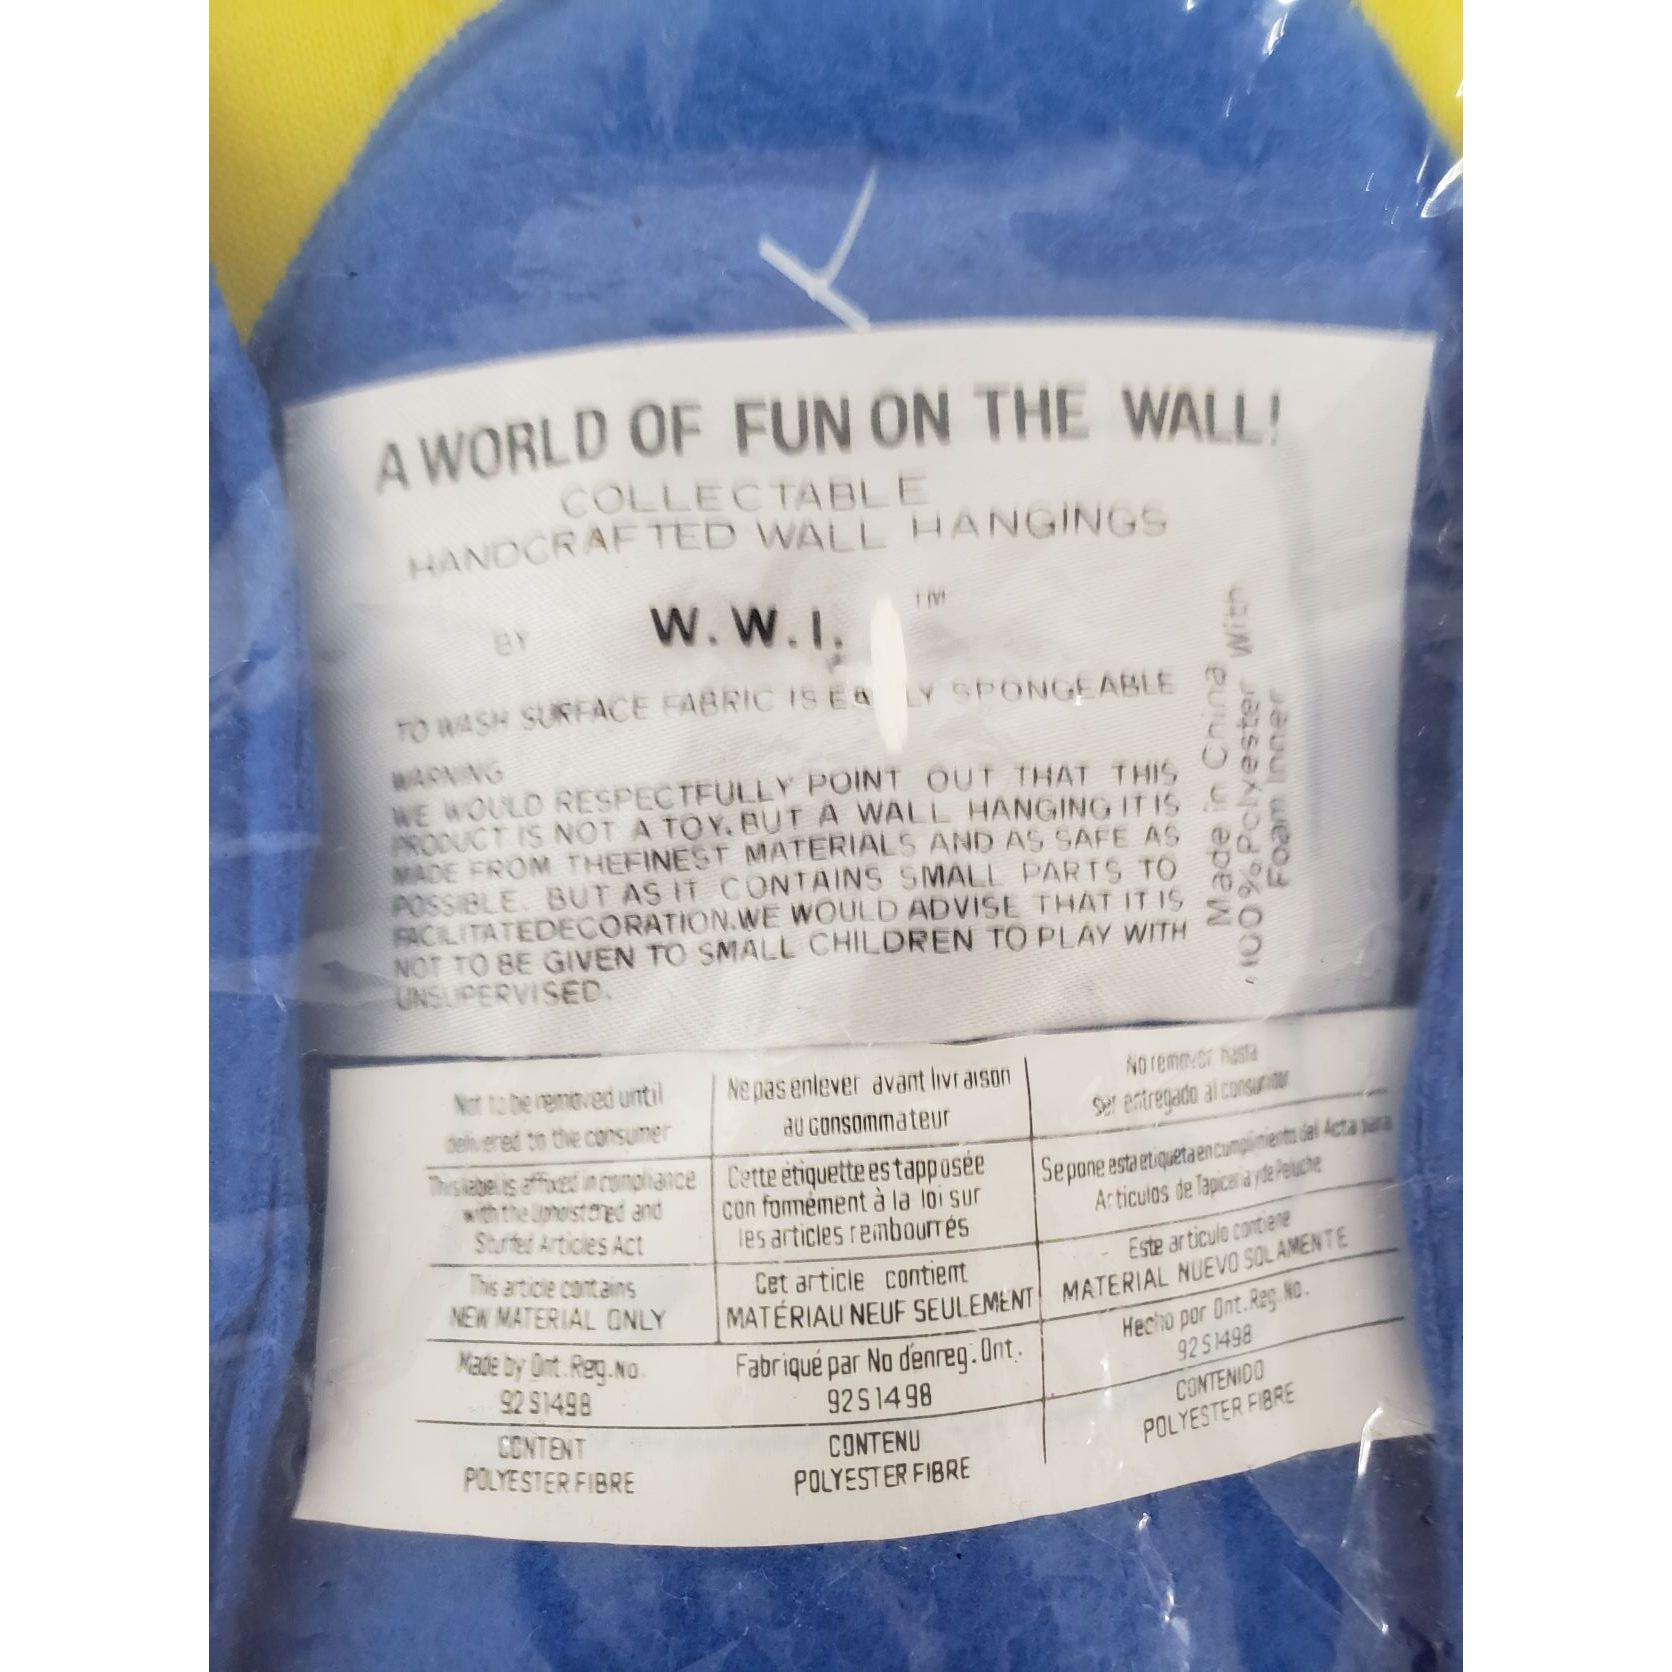 A WORLD OF FUN ON THE WALL!
COLLECTABLE
HANDCRAFTED WALL HANGINGS
BY W.W.I. TM
TO WASH SURFACE FABRIC IS EA LY SPONGEABLE
WARNING
WE WOULD RESPECTFULLY POINT OUT THAT THIS
PRODUCT IS NOT A TOY. BUT A WALL HANGING IT IS
MADE FROM THEFINEST MATERIALS AND AS SAFE AS
POSSIBLE. BUT AS IT CONTAINS SMALL PARTS TO
FACILITATEDECORATION.WE WOULD ADVISE THAT IT IS
NOT TO BE GIVEN TO SMALL CHILDREN TO PLAY WITH
UNSUPERVISED.
Made in China
100% Polyester With
Foam Inner
Not to be removed until
delivered to the consumer
Ne pas enlever avant livraison
au consommateur
No remover hasta
ser entregado al consumidor
This label is affixed in compliance
with the Upholstered and
Stuffed Articles Act
Cette étiquette est apposée
con formément à la loi sur
les articles rembourrés
Se pone esta etiqueta en cumplimiento del Acta para
Articulos de Tapiceria y de Peluche
This article contains
NEW MATERIAL ONLY
Cet article contient
MATÉRIAU NEUF SEULEMENT
Este articulo contiene
MATERIAL NUEVO SOLAMENTE
Made by Ont. Reg. No.
92 S1498
Fabriqué par No d'enreg. Ont.
92S1498
Hecho por Ont. Reg. No.
92S1498
CONTENT
POLYESTER FIBRE
CONTENU
POLYESTER FIBRE
CONTENIDO
POLYESTER FIBRE